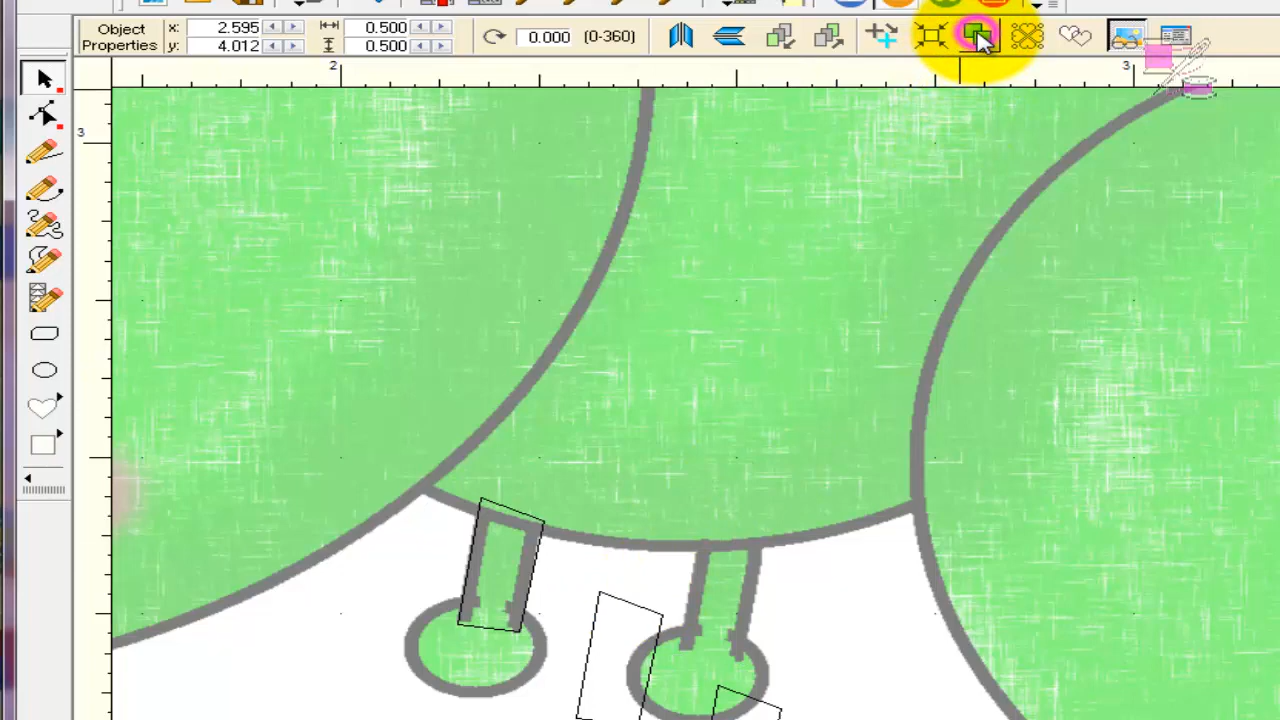 Object x: 2.595 0.500 0.000 (0-360)
Properties y: 4.012 0.500
2 3
3